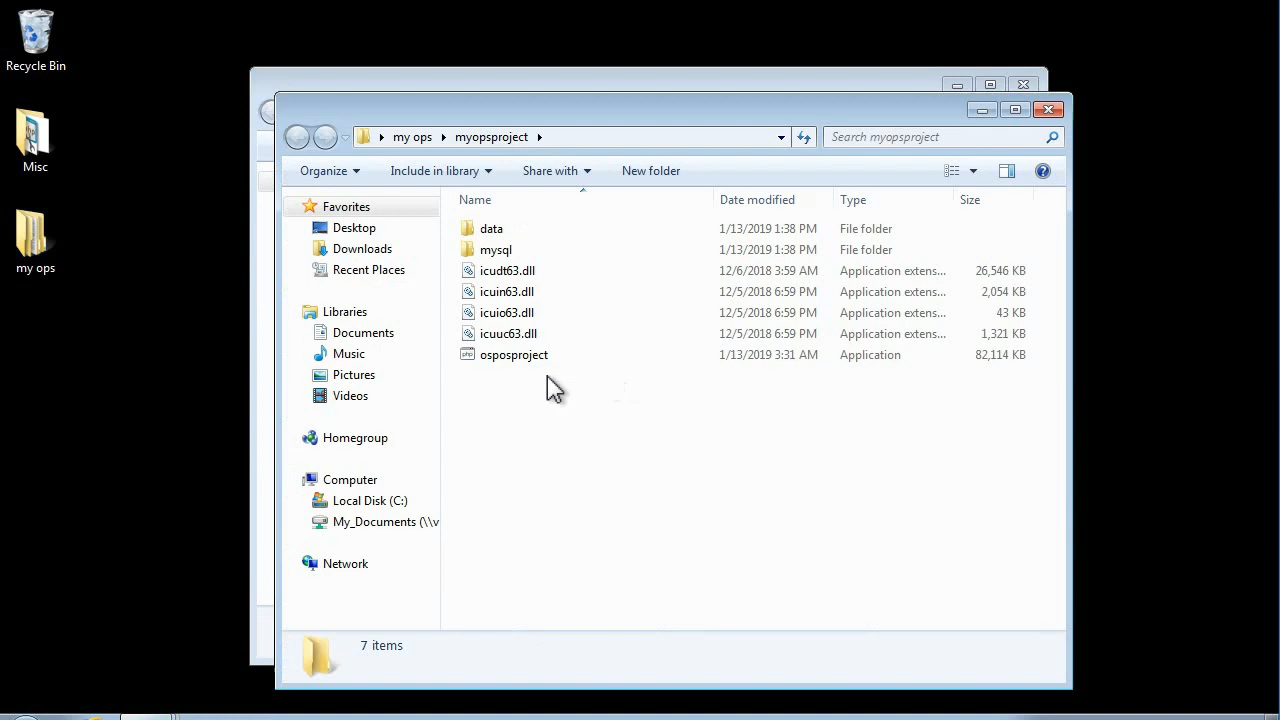 Recycle Bin
Misc
my ops
my ops myopsproject
Search myopsproject
Organize Include in library Share with New folder
Name Date modified Type Size
Favorites
Desktop
Downloads
Recent Places
Libraries
Documents
Music
Pictures
Videos
Homegroup
Computer
Local Disk (C:)
My_Documents (\\v
Network
data 1/13/2019 1:38 PM File folder
mysql 1/13/2019 1:38 PM File folder
icudt63.dll 12/6/2018 3:59 AM Application extens... 26,546 KB
icuin63.dll 12/5/2018 6:59 PM Application extens... 2,054 KB
icuio63.dll 12/5/2018 6:59 PM Application extens... 43 KB
icuuc63.dll 12/5/2018 6:59 PM Application extens... 1,321 KB
osposproject 1/13/2019 3:31 AM Application 82,114 KB
7 items